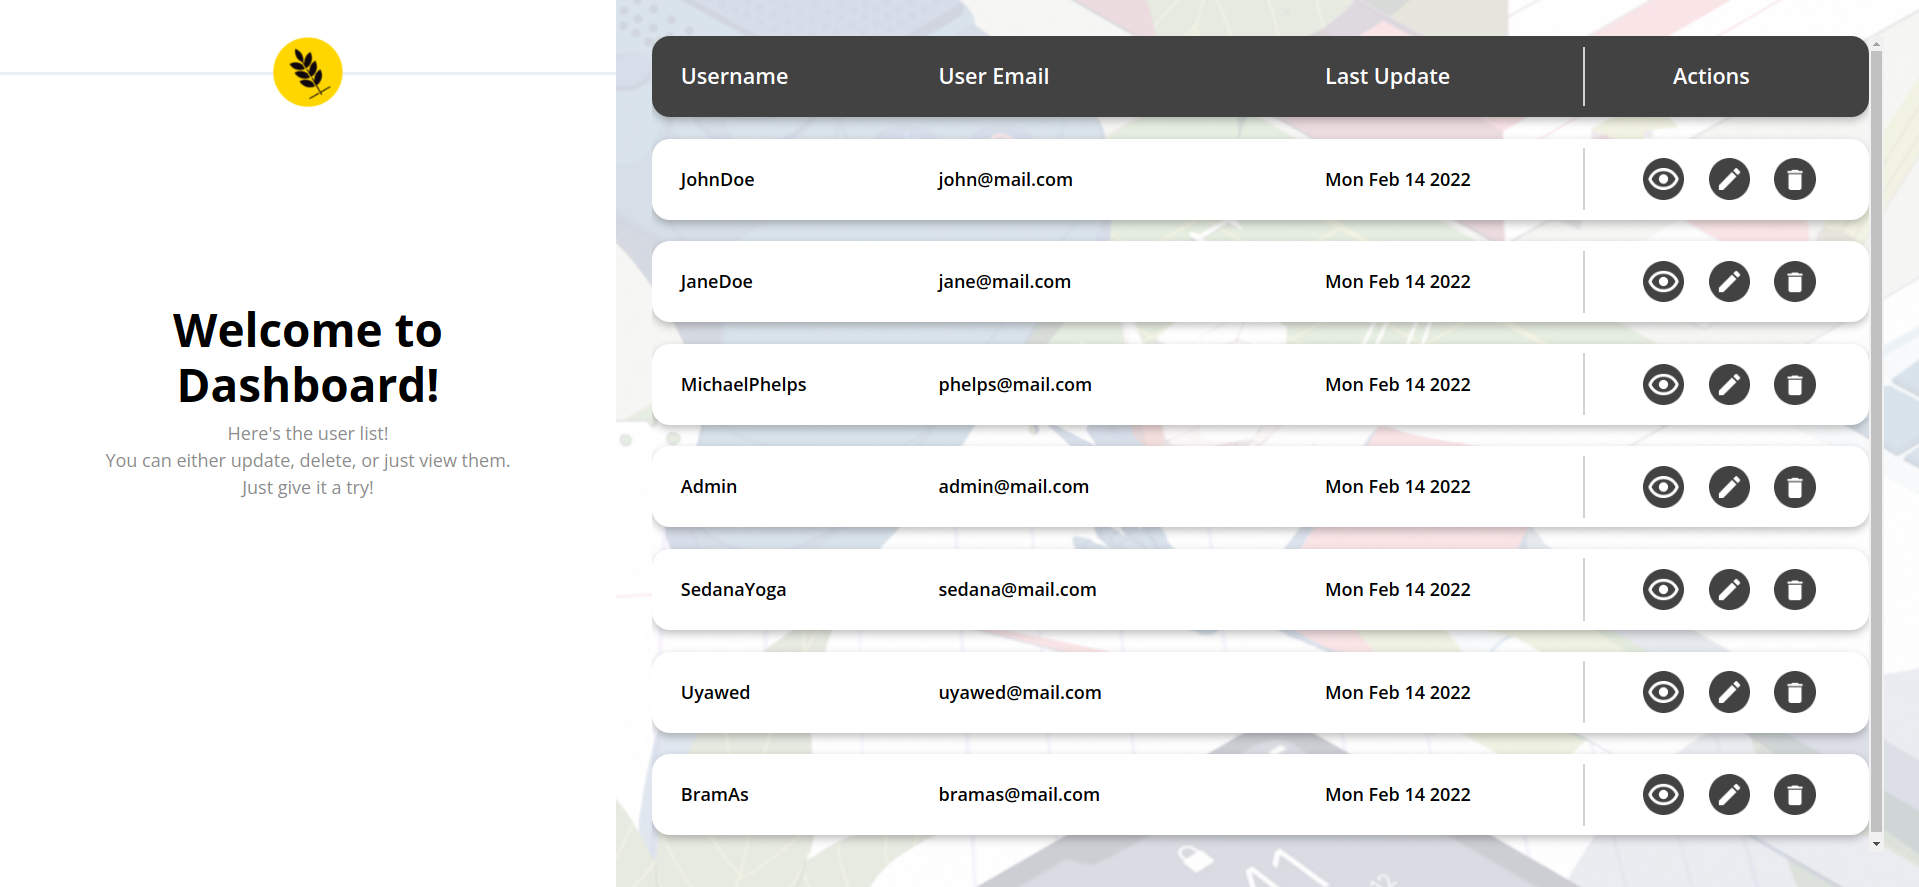 Welcome to
Dashboard!
Here's the user list!
You can either update, delete, or just view them.
Just give it a try!
Username User Email Last Update Actions
JohnDoe john@mail.com Mon Feb 14 2022
JaneDoe jane@mail.com Mon Feb 14 2022
MichaelPhelps phelps@mail.com Mon Feb 14 2022
Admin admin@mail.com Mon Feb 14 2022
SedanaYoga sedana@mail.com Mon Feb 14 2022
Uyawed uyawed@mail.com Mon Feb 14 2022
BramAs bramas@mail.com Mon Feb 14 2022